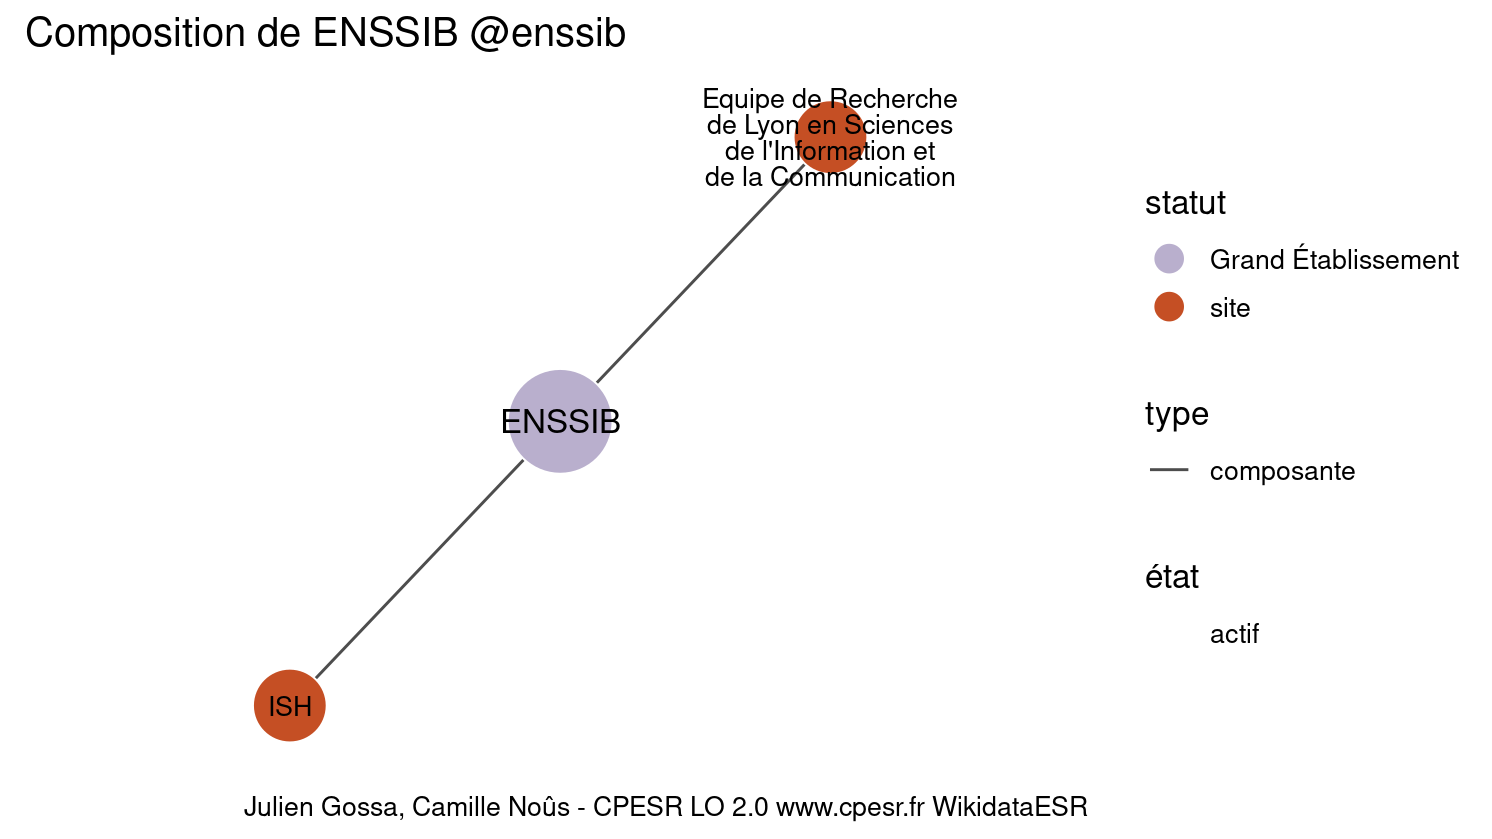 Composition de ENSSIB @enssib
Equipe de Recherche
de Lyon en Sciences
de l'Information et
de la Communication
ENSSIB
ISH
statut
Grand Établissement
site
type
composante
état
actif
Julien Gossa, Camille Noûs - CPESR LO 2.0 www.cpesr.fr WikidataESR